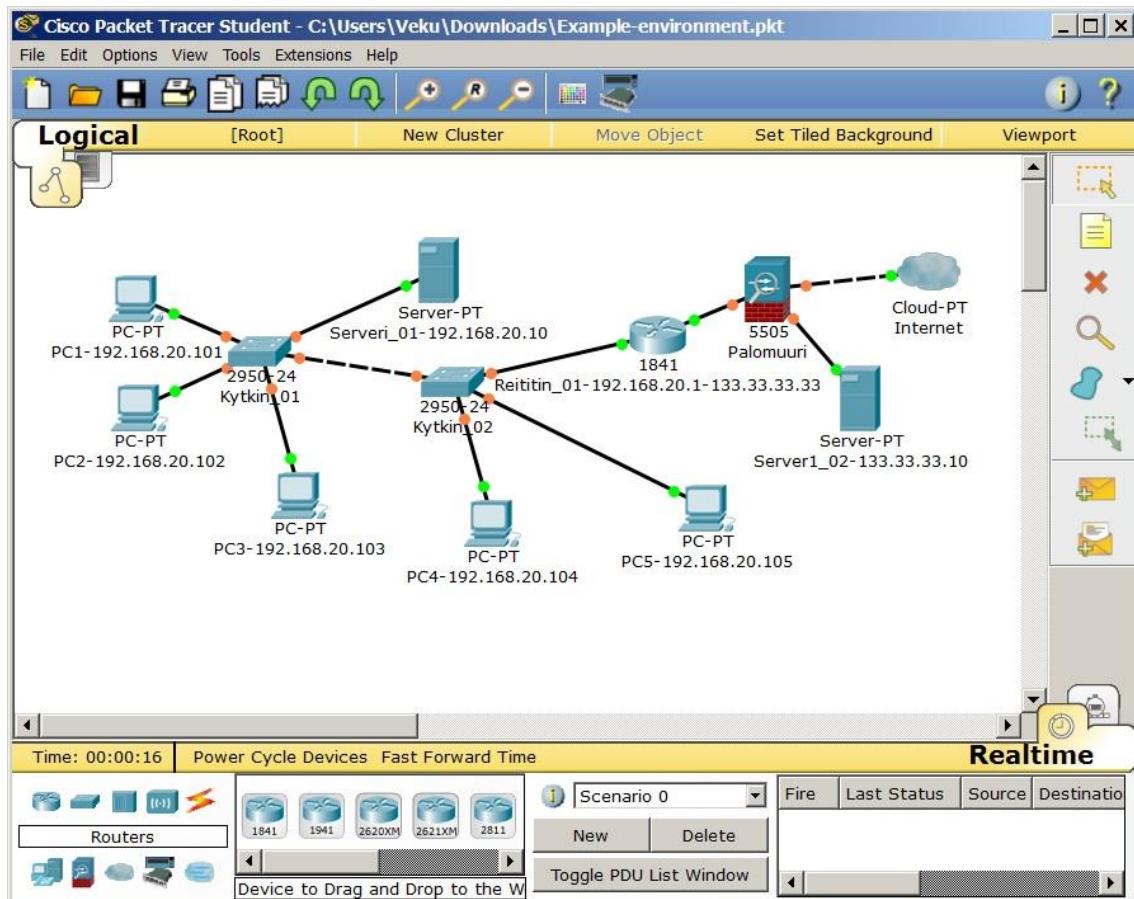 Cisco Packet Tracer Student - C:\Users\Veku\Downloads\Example-environment.pkt
File Edit Options View Tools Extensions Help
R
i ?
Logical [Root] New Cluster Move Object Set Tiled Background Viewport
PC-PT
PC1-192.168.20.101
Server-PT
Serveri_01-192.168.20.10
Cloud-PT
Internet
5505
Palomuuri
1841
Reititin_01-192.168.20.1-133.33.33.33
2950-24
Kytkin_01
2950-24
Kytkin_02
PC-PT
PC2-192.168.20.102
Server-PT
Server1_02-133.33.33.10
PC-PT
PC3-192.168.20.103
PC-PT
PC4-192.168.20.104
PC-PT
PC5-192.168.20.105
Time: 00:00:16 Power Cycle Devices Fast Forward Time Realtime
Routers
1841 1941 2620XM 2621XM 2811
Device to Drag and Drop to the W
i Scenario 0
New Delete
Toggle PDU List Window
Fire Last Status Source Destinatio